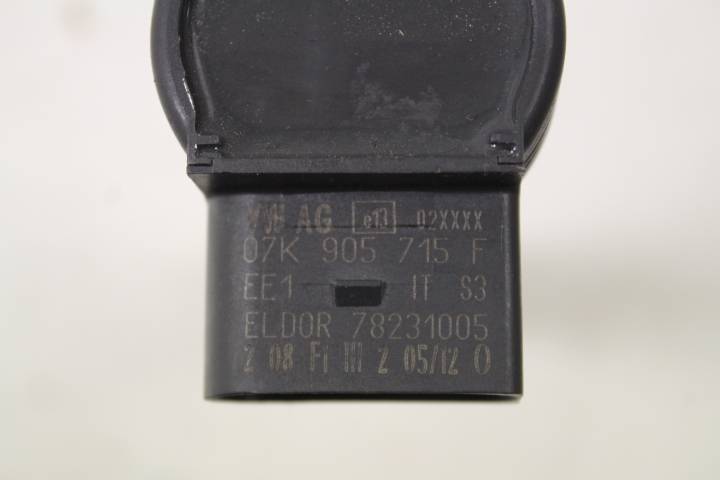 VW AG e13 02XXXX
07K 905 715 F
EE1 IT S3
ELDOR 78231005
2 08 Fi III 2 05/12 0